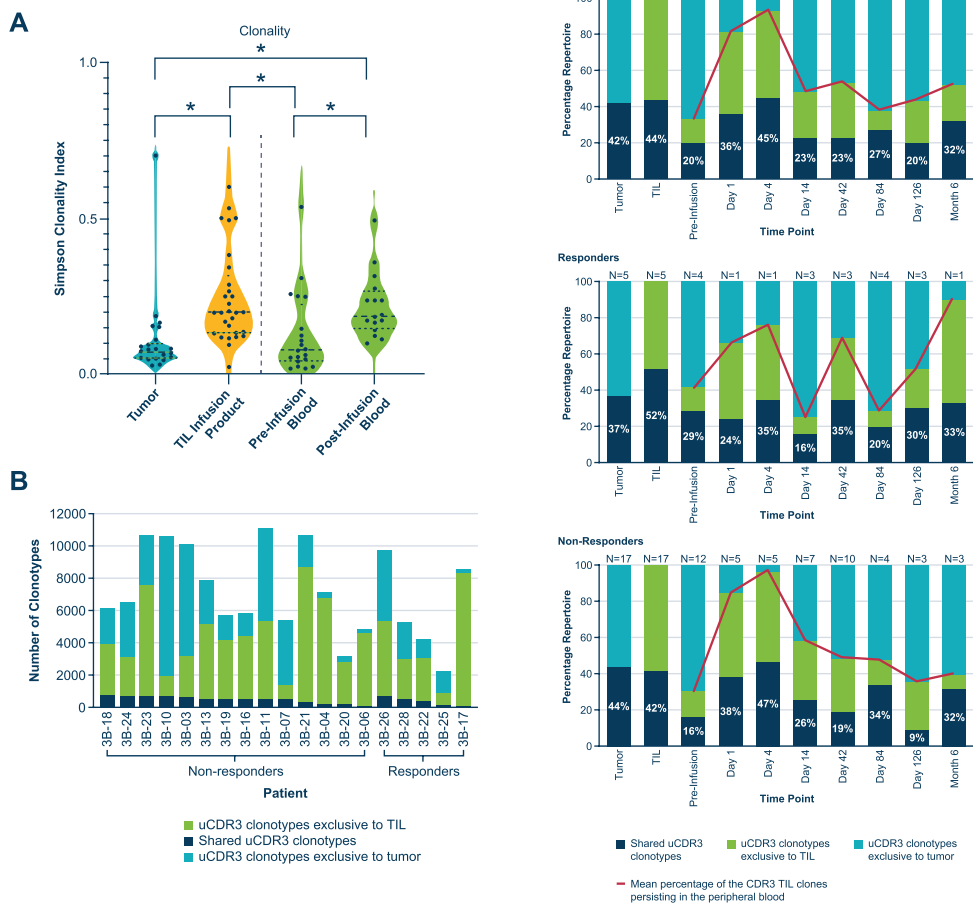 A
Clonality
*
*
*
*
1.0
0.5
0.0
Simpson Clonality Index
Tumor
TIL Infusion
Product
Pre-Infusion
Blood
Post-Infusion
Blood
B
12000
10000
8000
6000
4000
2000
0
Number of Clonotypes
3B-18
3B-24
3B-23
3B-10
3B-03
3B-13
3B-19
3B-16
3B-11
3B-07
3B-21
3B-04
3B-20
3B-06
3B-26
3B-28
3B-22
3B-25
3B-17
Non-responders
Responders
Patient
uCDR3 clonotypes exclusive to TIL
Shared uCDR3 clonotypes
uCDR3 clonotypes exclusive to tumor
80
60
40
20
0
Percentage Repertoire
42%
44%
20%
36%
45%
23%
23%
27%
20%
32%
Tumor
TIL
Pre-Infusion
Day 1
Day 4
Day 14
Day 42
Day 84
Day 126
Month 6
Time Point
Responders
N=5 N=5 N=4 N=1 N=1 N=3 N=3 N=4 N=3 N=1
100
80
60
40
20
0
Percentage Repertoire
37%
52%
29%
24%
35%
16%
35%
20%
30%
33%
Tumor
TIL
Pre-Infusion
Day 1
Day 4
Day 14
Day 42
Day 84
Day 126
Month 6
Time Point
Non-Responders
N=17 N=17 N=12 N=5 N=5 N=7 N=10 N=4 N=3 N=3
100
80
60
40
20
0
Percentage Repertoire
44%
42%
16%
38%
47%
26%
19%
34%
9%
32%
Tumor
TIL
Pre-Infusion
Day 1
Day 4
Day 14
Day 42
Day 84
Day 126
Month 6
Time Point
Shared uCDR3
clonotypes
uCDR3 clonotypes
exclusive to TIL
uCDR3 clonotypes
exclusive to tumor
Mean percentage of the CDR3 TIL clones
persisting in the peripheral blood